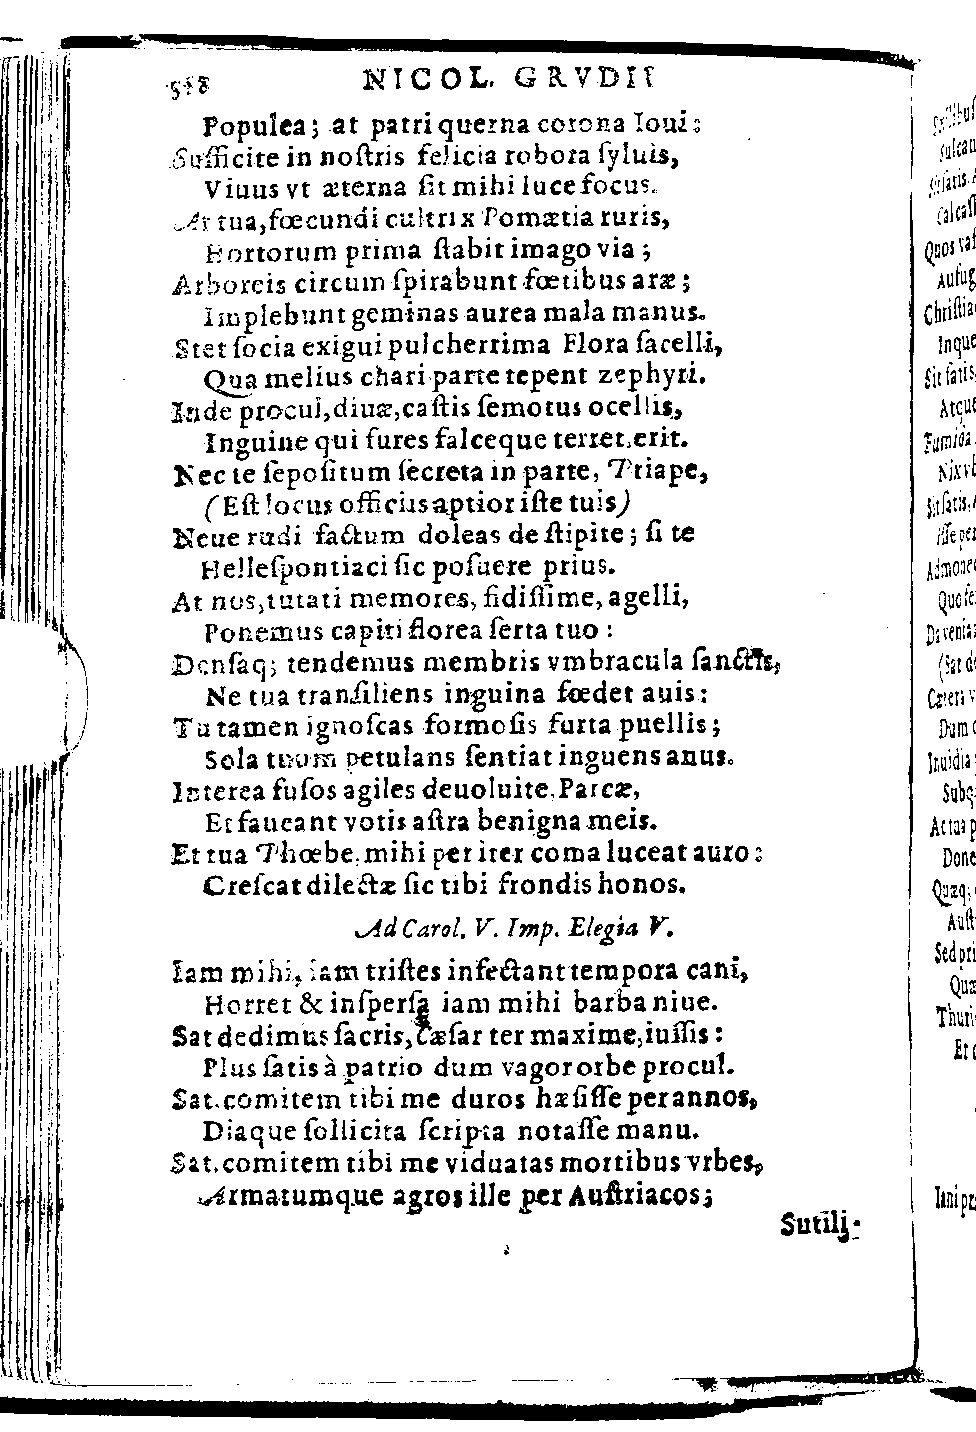 518 NICOL. GRVDII
Populea; at patri querna corona Ioui:
Sufficite in noſtris felicia robora ſyluis,
Viuus vt æterna ſit mihi luce focus.
At tua, fœcundi cultrix Pomætia ruris,
Hortorum prima ſtabit imago via;
Arboreis circum ſpirabunt fœtibus aræ;
Implebunt geminas aurea mala manus.
Stet ſocia exigui pulcherrima Flora ſacelli,
Qua melius chari parte tepent zephyri.
Inde procul, diuæ, caſtis ſemotus ocellis,
Inguine qui fures falceque terret, erit.
Nec te ſepoſitum ſecreta in parte, Priape,
(Eſt locus officiis aptior iſte tuis)
Neue rudi factum doleas de ſtipite; ſi te
Helleſpontiaci ſic poſuere prius.
At nos, tutati memores, fidiſſime, agelli,
Ponemus capiti florea ſerta tuo:
Denſaq; tendemus membris vmbracula ſanctis,
Ne tua tranſiliens inguina fœdet auis:
Tu tamen ignoſcas formoſis furta puellis;
Sola tuum petulans ſentiat inguen anus.
Interea fuſos agiles deuoluite, Parcæ,
Et faueant votis aſtra benigna meis.
Et tua Phœbe, mihi per iter coma luceat auro:
Creſcat dilectæ ſic tibi frondis honos.
Ad Carol. V. Imp. Elegia V.
Iam mihi, iam triſtes infectant tempora cani,
Horret & inſperſa iam mihi barba niue.
Sat dedimus ſacris, Cæſar ter maxime, iuſſis:
Plus ſatis à patrio dum vagor orbe procul.
Sat comitem tibi me duros hæſiſſe per annos,
Diaque ſollicita ſcripta notaſſe manu.
Sat comitem tibi me viduatas mortibus vrbes,
Armatumque agros ille per Auſtriacos;
Sutili: